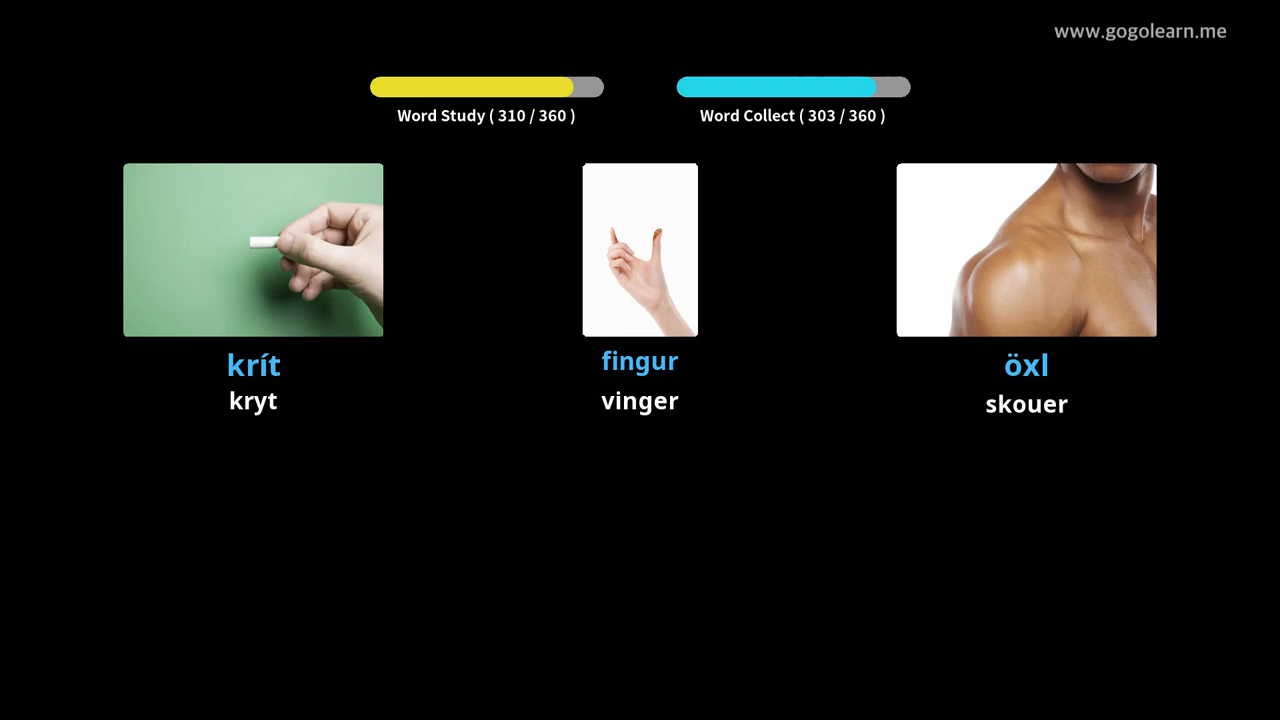 www.gogolearn.me
Word Study ( 310 / 360 )
Word Collect ( 303 / 360 )
krít
kryt
fingur
vinger
öxl
skouer